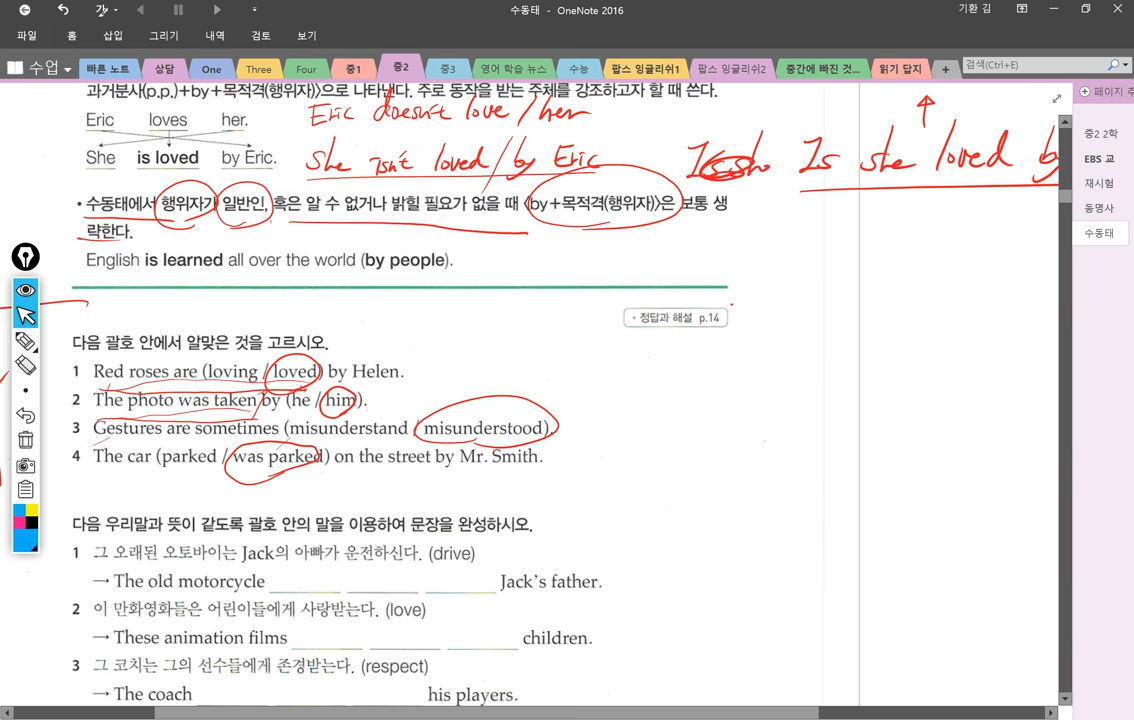 수동태 - OneNote 2016
기환 김
파일 홈 삽입 그리기 내역 검토 보기
수업 빠른 노트 상담 One Three Four 중1 중2 중3 영어 학습 뉴스 수능 팝스 잉글리쉬1 팝스 잉글리쉬2 중간에 빠진 것... 읽기 답지 + 검색(Ctrl+E)
과거분사(p.p.)+by+목적격(행위자)>으로 나타낸다. 주로 동작을 받는 주체를 강조하고자 할 때 쓴다.
Eric doesn't love / her
Eric loves her.
She is loved by Eric.
She isn't loved / by Eric
Is she loved by
• 수동태에서 행위자가 일반인, 혹은 알 수 없거나 밝힐 필요가 없을 때 <by+목적격(행위자)>은 보통 생
략한다.
English is learned all over the world (by people).
• 정답과 해설 p.14
다음 괄호 안에서 알맞은 것을 고르시오.
1 Red roses are (loving / loved) by Helen.
2 The photo was taken by (he / him).
3 Gestures are sometimes (misunderstand / misunderstood).
4 The car (parked / was parked) on the street by Mr. Smith.
다음 우리말과 뜻이 같도록 괄호 안의 말을 이용하여 문장을 완성하시오.
1 그 오래된 오토바이는 Jack의 아빠가 운전하신다. (drive)
→ The old motorcycle Jack's father.
2 이 만화영화들은 어린이들에게 사랑받는다. (love)
→ These animation films children.
3 그 코치는 그의 선수들에게 존경받는다. (respect)
→ The coach his players.
페이지 추
중2 2학
EBS 교
재시험
동명사
수동태